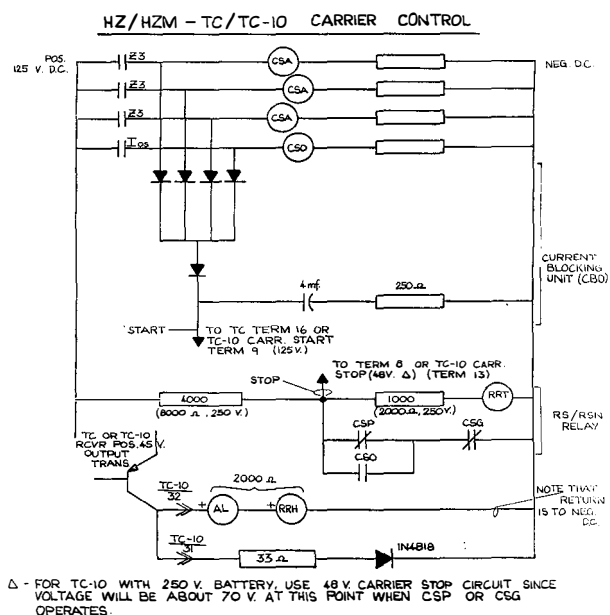 HZ/HZM - TC/TC-10 CARRIER CONTROL
POS.
125 V. D.C.
NEG. D.C.
Z3
CSA
Z3
CSA
Z3
CSA
Ios
CSO
CURRENT
BLOCKING
UNIT (CBO)
4mf.
250 Ω
START
TO TC TERM 16 OR
TC-10 CARR. START
TERM 9 (125V.)
TO TERM 8 OR TC-10 CARR.
STOP (48V. Δ) (TERM 13)
STOP
4000
(8000 Ω, 250 V.)
1000
(2000Ω, 250V.)
RRT
RS/RSN
RELAY
CSP
CSG
CSO
TC OR TC-10
RCVR POS. 45 V.
OUTPUT
TRANS
2000 Ω
TC-10
32
+
AL
+
RRH
NOTE THAT
RETURN
IS TO NEG.
D.C.
TC-10
31
33 Ω
1N4818
Δ - FOR TC-10 WITH 250 V. BATTERY, USE 48 V. CARRIER STOP CIRCUIT SINCE
VOLTAGE WILL BE ABOUT 70 V. AT THIS POINT WHEN CSP OR CSG
OPERATES.